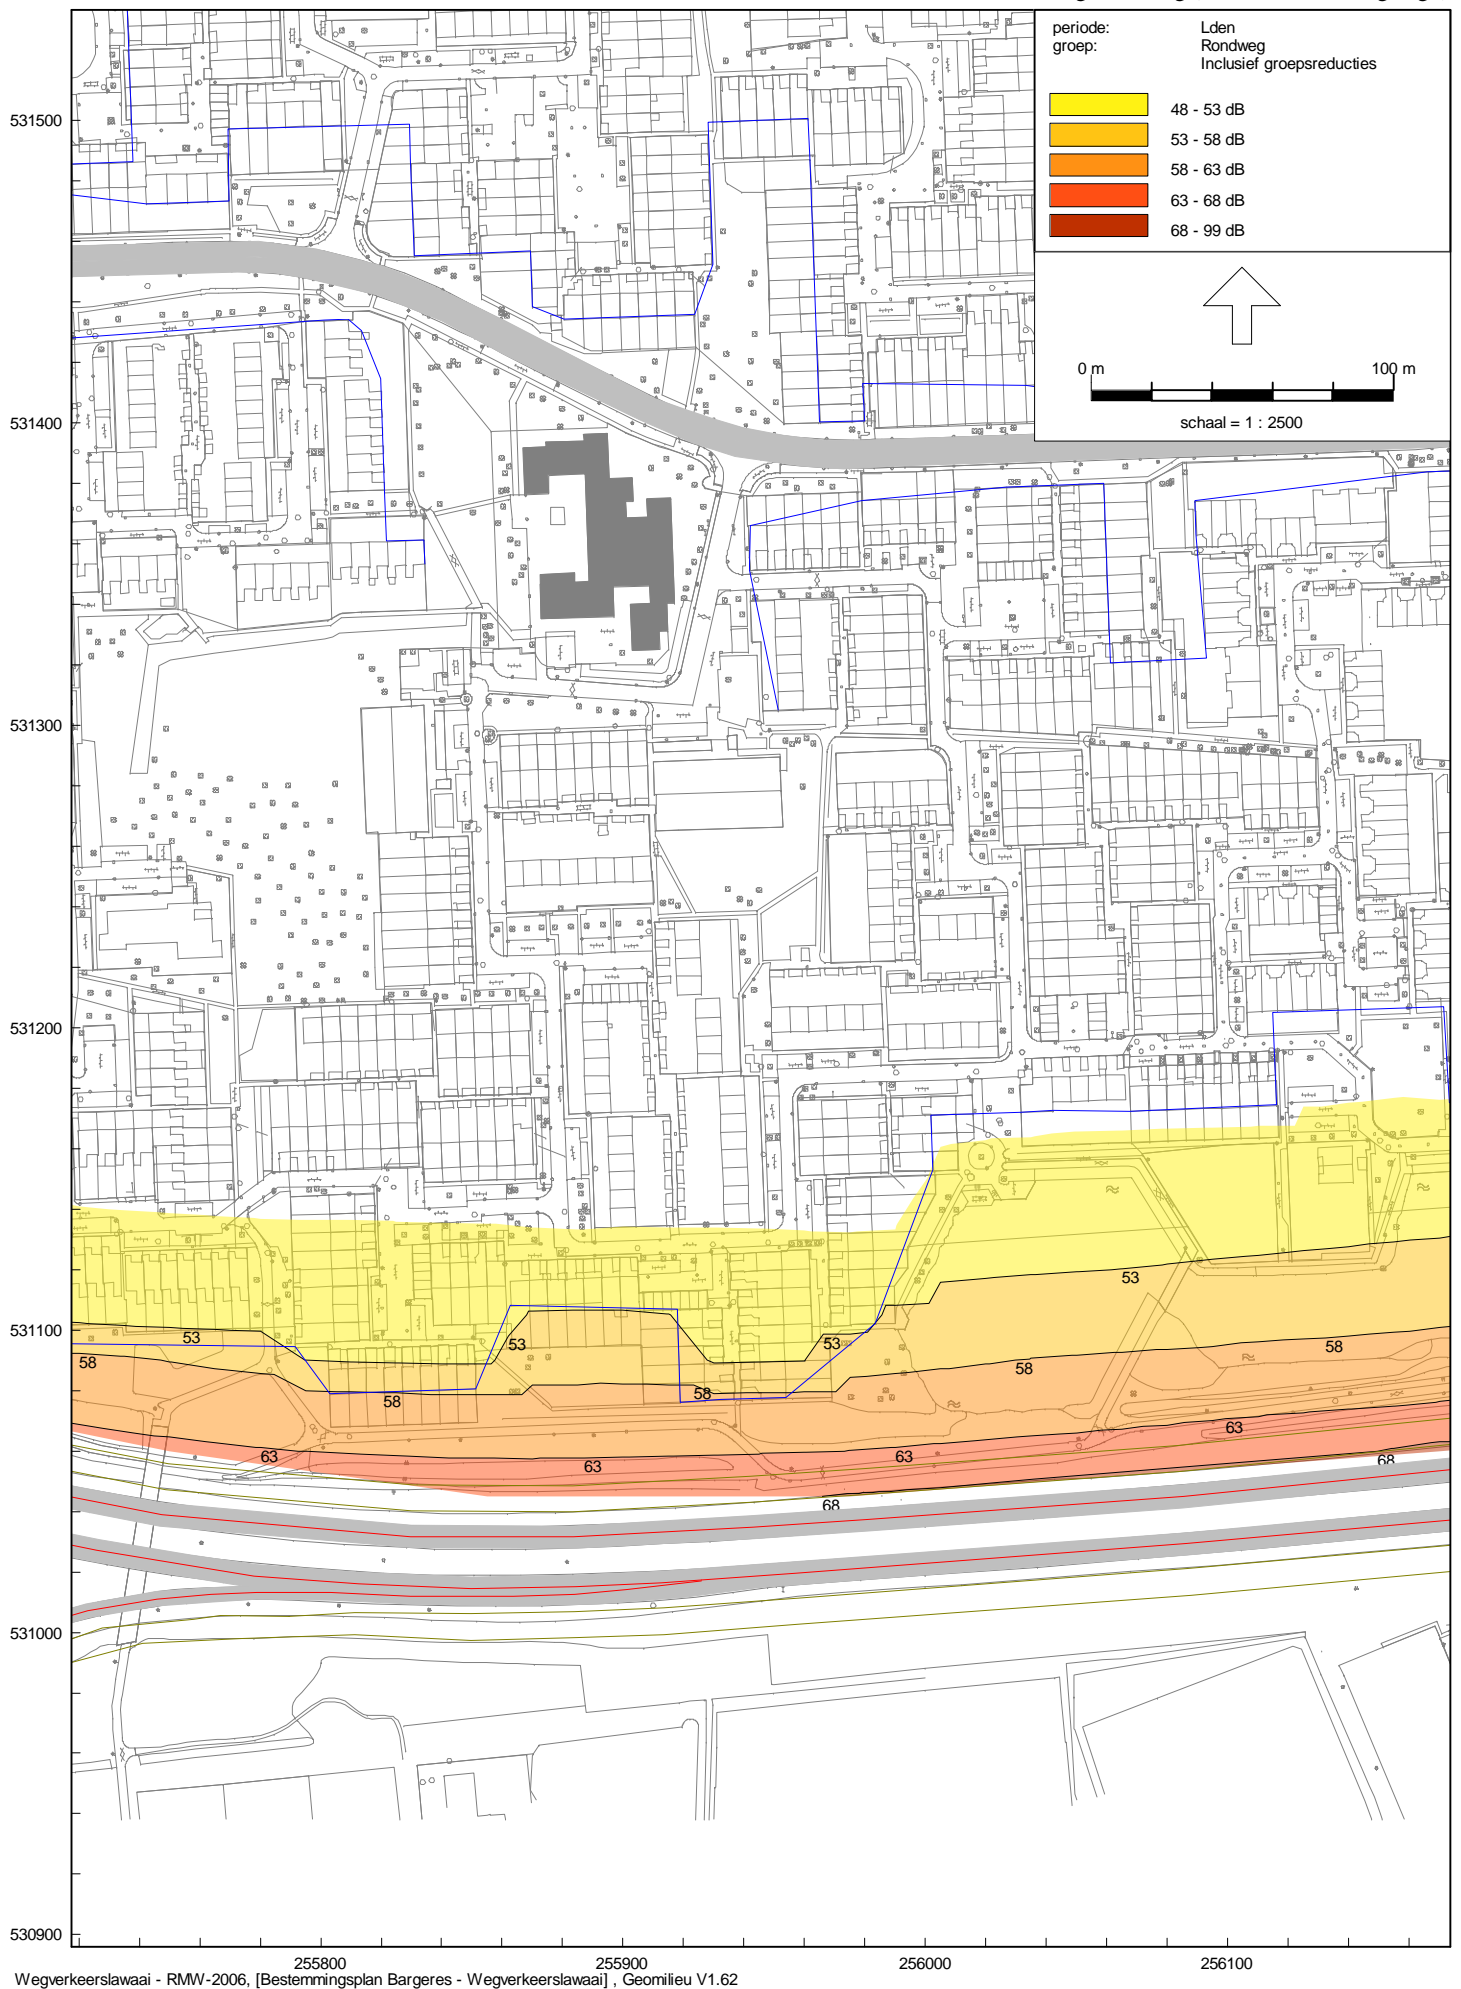 periode: Lden
groep: Rondweg
Inclusief groepsreducties
48 - 53 dB
53 - 58 dB
58 - 63 dB
63 - 68 dB
68 - 99 dB
0 m 100 m
schaal = 1 : 2500
531500
531400
531300
531200
531100
531000
530900
53
53
53
53
58
58
58
58
58
63
63
63
63
68
68
255800 255900 256000 256100
Wegverkeerslawaai - RMW-2006, [Bestemmingsplan Bargeres - Wegverkeerslawaai] , Geomilieu V1.62